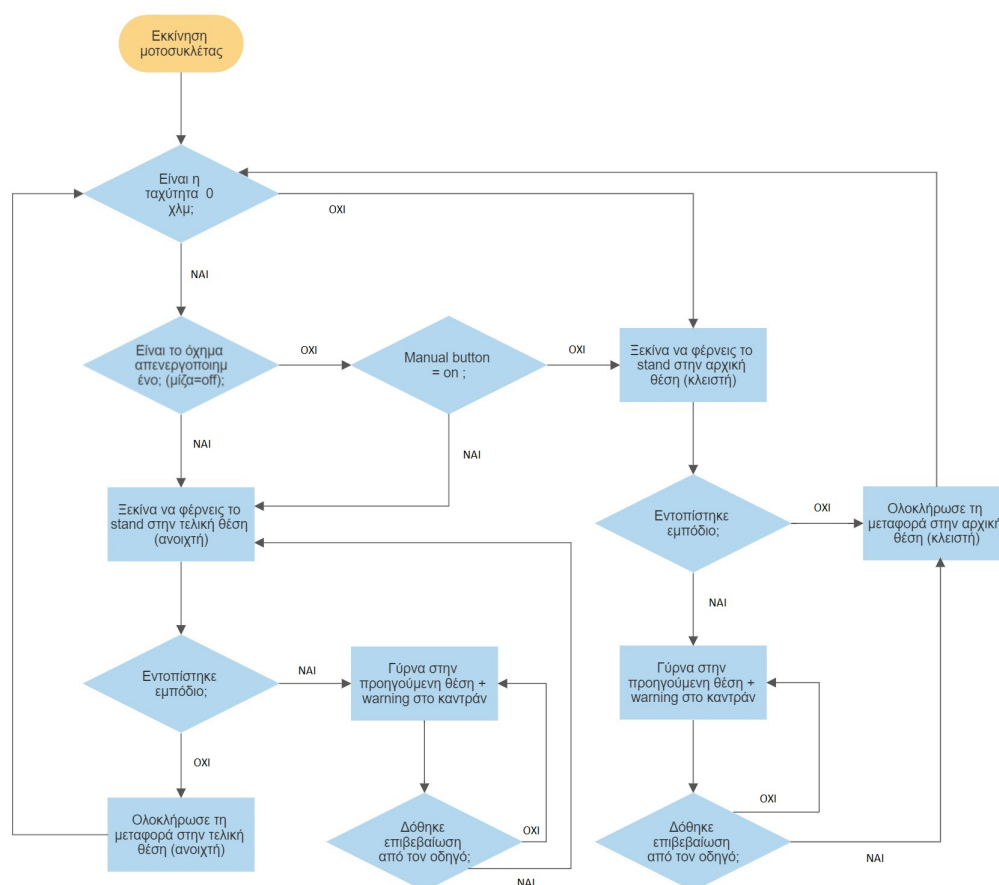 Εκκίνηση
μοτοσυκλέτας
Είναι η
ταχύτητα 0
χλμ;
ΟΧΙ
ΝΑΙ
Είναι το όχημα
απενεργοποιημ
ένο; (μίζα=off);
ΟΧΙ
Manual button
= on ;
ΟΧΙ
Ξεκίνα να φέρνεις το
stand στην αρχική
θέση (κλειστή)
ΝΑΙ
ΝΑΙ
Ξεκίνα να φέρνεις το
stand στην τελική θέση
(ανοιχτή)
Εντοπίστηκε
εμπόδιο;
ΟΧΙ
Ολοκλήρωσε τη
μεταφορά στην αρχική
θέση (κλειστή)
ΝΑΙ
Εντοπίστηκε
εμπόδιο;
ΝΑΙ
Γύρνα στην
προηγούμενη θέση +
warning στο καντράν
Γύρνα στην
προηγούμενη θέση +
warning στο καντράν
ΟΧΙ
Ολοκλήρωσε τη
μεταφορά στην τελική
θέση (ανοιχτή)
Δόθηκε
επιβεβαίωση
από τον οδηγό;
ΟΧΙ
ΝΑΙ
Δόθηκε
επιβεβαίωση
από τον οδηγό;
ΟΧΙ
ΝΑΙ